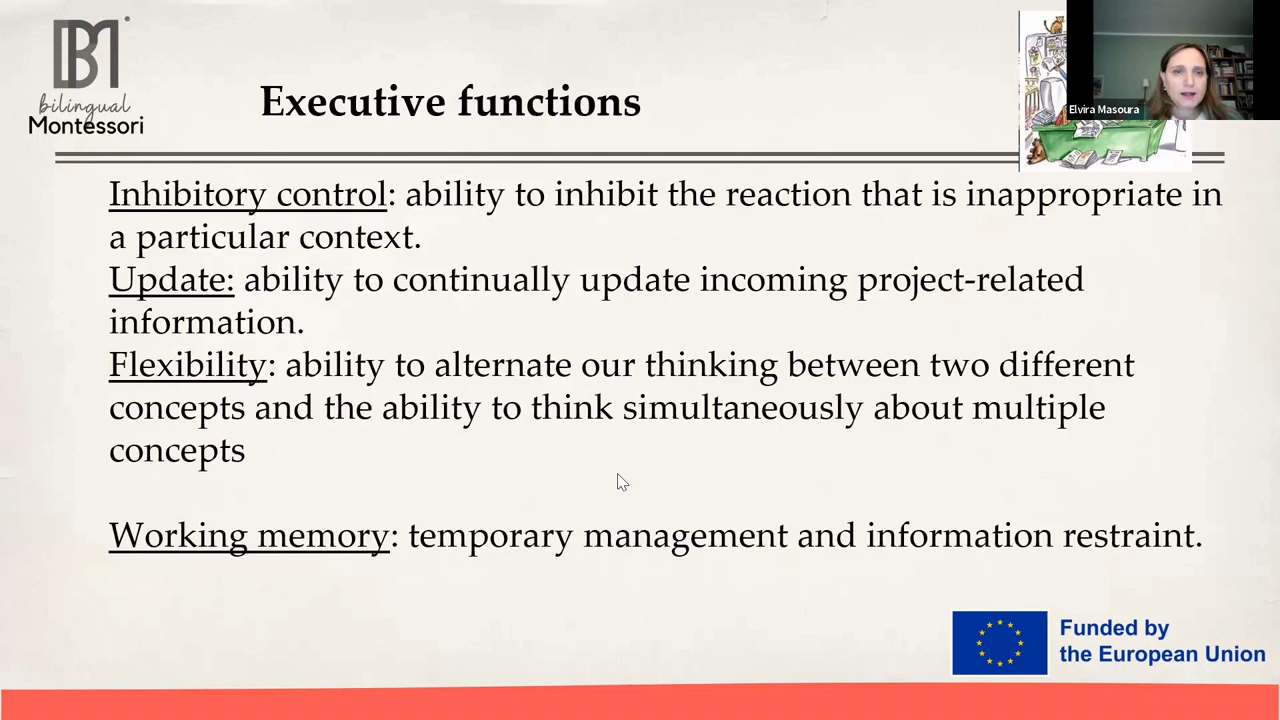 bilingual
Montessori
Executive functions
Elvira Masoura
Inhibitory control: ability to inhibit the reaction that is inappropriate in
a particular context.
Update: ability to continually update incoming project-related
information.
Flexibility: ability to alternate our thinking between two different
concepts and the ability to think simultaneously about multiple
concepts
Working memory: temporary management and information restraint.
Funded by
the European Union